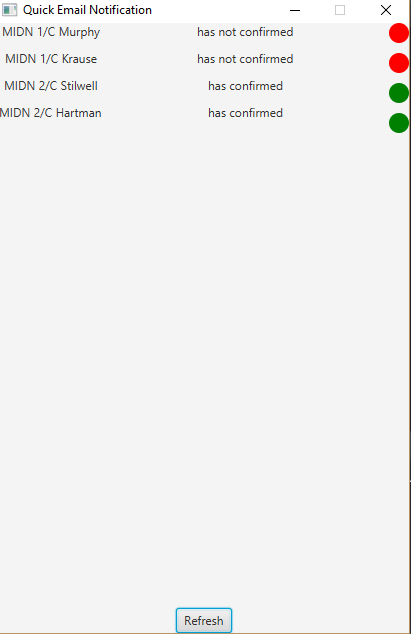 Quick Email Notification
MIDN 1/C Murphy has not confirmed
MIDN 1/C Krause has not confirmed
MIDN 2/C Stilwell has confirmed
MIDN 2/C Hartman has confirmed
Refresh